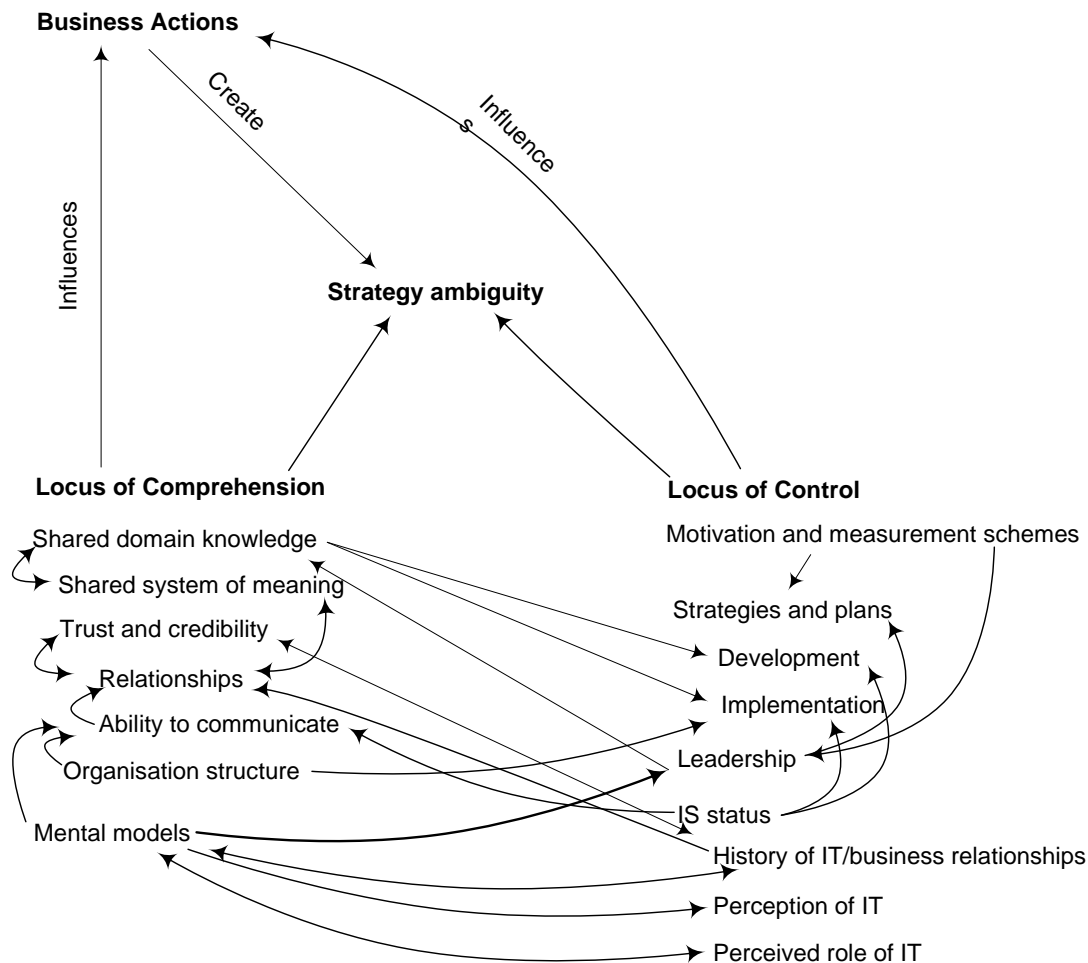 Business Actions
Create
Influence
s
Influences
Strategy ambiguity
Locus of Comprehension
Locus of Control
Shared domain knowledge
Motivation and measurement schemes
Shared system of meaning
Strategies and plans
Trust and credibility
Development
Relationships
Implementation
Ability to communicate
Leadership
Organisation structure
IS status
Mental models
History of IT/business relationships
Perception of IT
Perceived role of IT